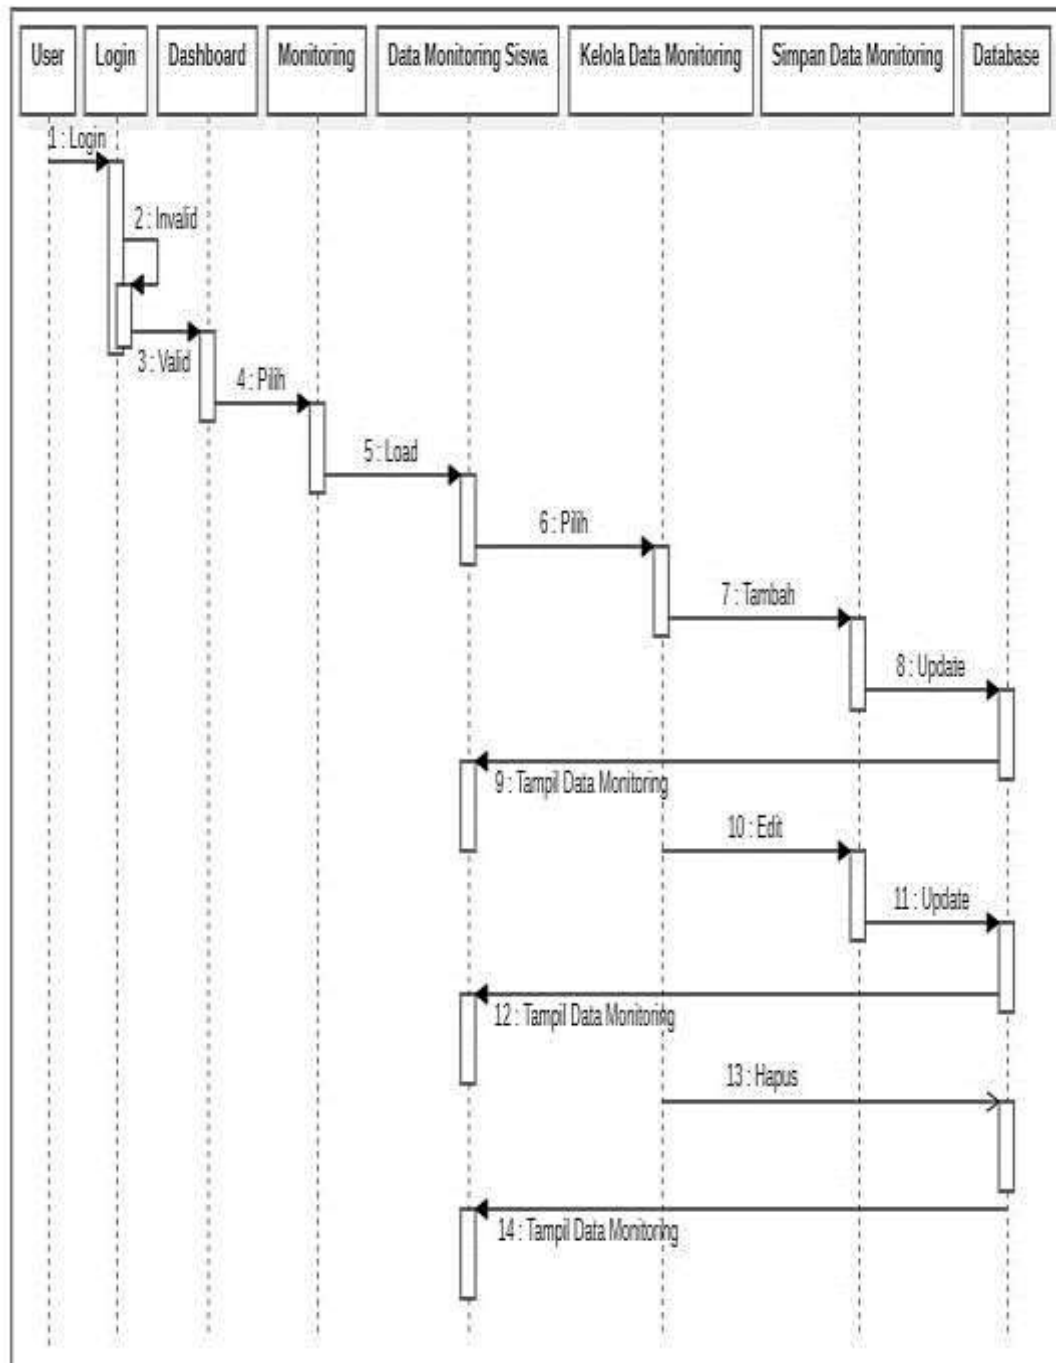 User
Login
Dashboard
Monitoring
Data Monitoring Siswa
Kelola Data Monitoring
Simpan Data Monitoring
Database
1 : Login
2 : Invalid
3 : Valid
4 : Pilih
5 : Load
6 : Pilih
7 : Tambah
8 : Update
9 : Tampil Data Monitoring
10 : Edit
11 : Update
12 : Tampil Data Monitoring
13 : Hapus
14 : Tampil Data Monitoring